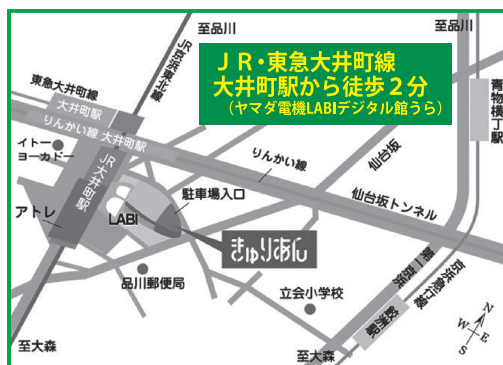 至品川
至品川
JR京浜東北線
JR・東急大井町線
大井町駅から徒歩2分
(ヤマダ電機LABIデジタル館うら)
東急大井町線
大井町駅
りんかい線 大井町駅
青物横丁駅
イトー
ヨーカドー
JR大井町駅
りんかい線
仙台坂
仙台坂トンネル
駐車場入口
アトレ
LABI
きゅりあん
品川郵便局
立会小学校
第一京浜
京浜急行線
鮫洲駅
至大森
至大森
N
W
E
S